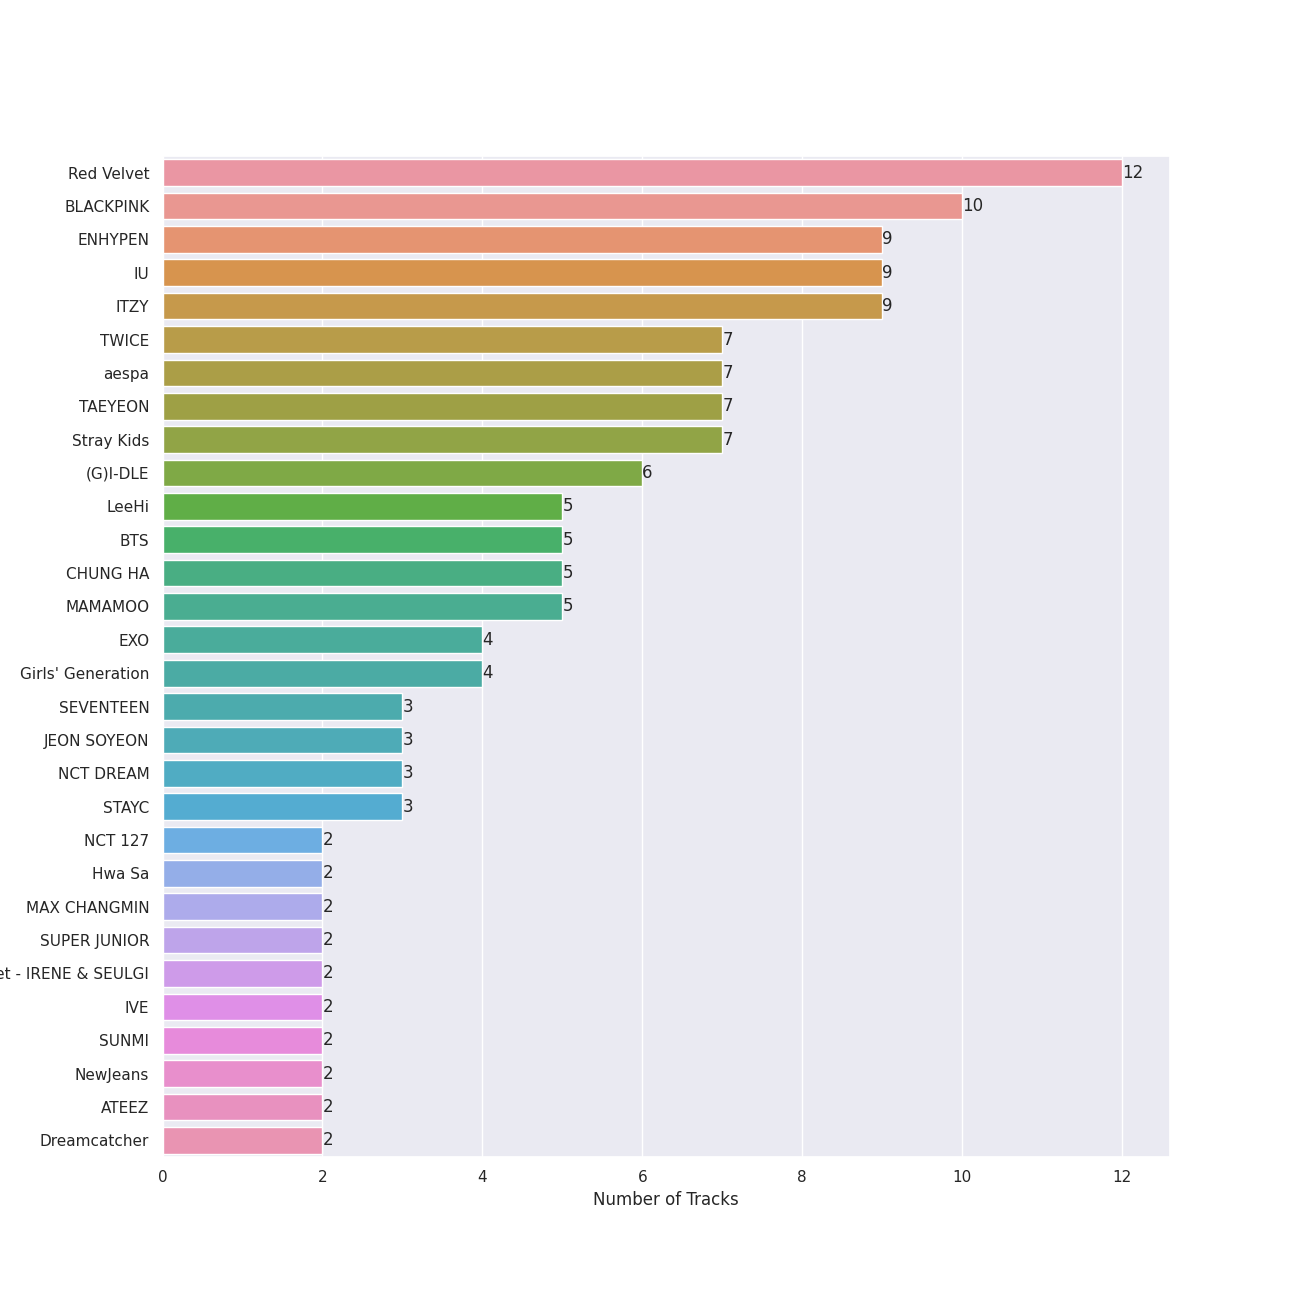 Red Velvet 12
BLACKPINK 10
ENHYPEN 9
IU 9
ITZY 9
TWICE 7
aespa 7
TAEYEON 7
Stray Kids 7
(G)I-DLE 6
LeeHi 5
BTS 5
CHUNG HA 5
MAMAMOO 5
EXO 4
Girls' Generation 4
SEVENTEEN 3
JEON SOYEON 3
NCT DREAM 3
STAYC 3
NCT 127 2
Hwa Sa 2
MAX CHANGMIN 2
SUPER JUNIOR 2
et - IRENE & SEULGI 2
IVE 2
SUNMI 2
NewJeans 2
ATEEZ 2
Dreamcatcher 2
0 2 4 6 8 10 12
Number of Tracks